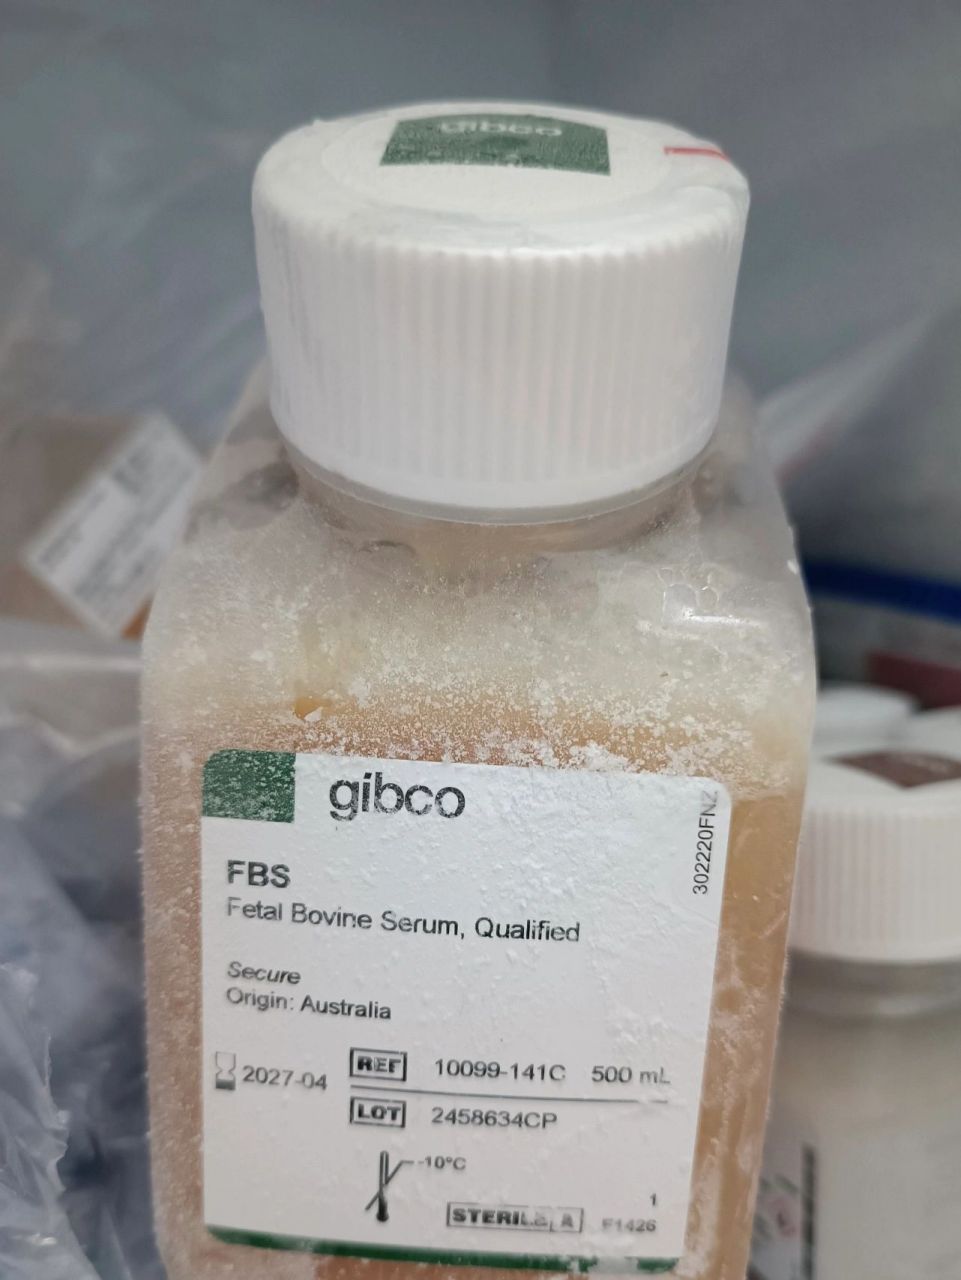 gibco
gibco
302220FNZ
FBS
Fetal Bovine Serum, Qualified
Secure
Origin: Australia
2027-04
REF 10099-141C 500 mL
LOT 2458634CP
-10°C
1
STERILE A F1426